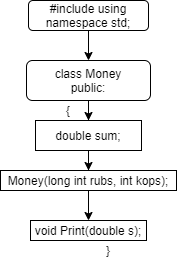 #include using
namespace std;
class Money
public:
{
double sum;
Money(long int rubs, int kops);
void Print(double s);
}